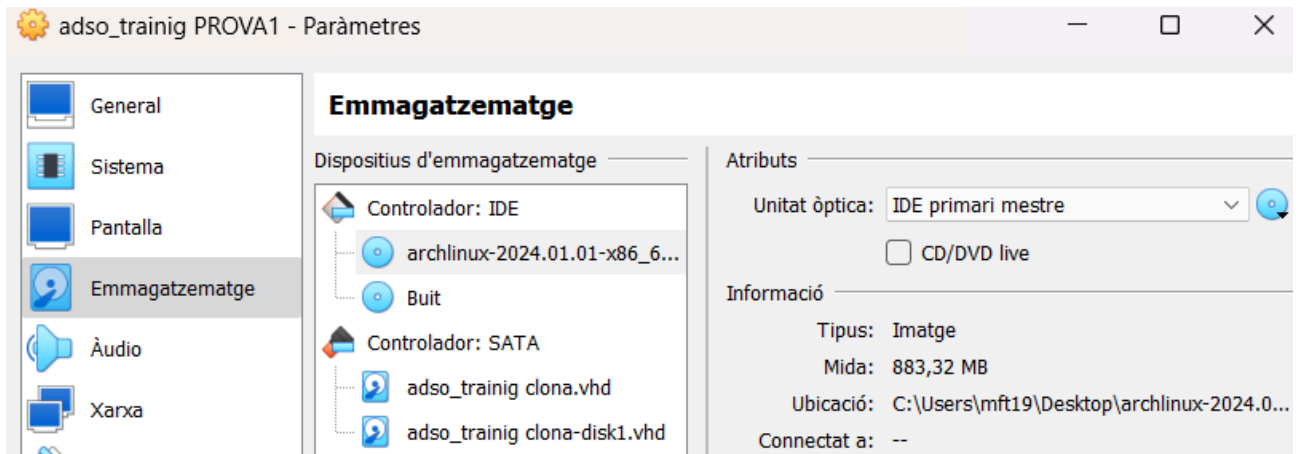 adso_trainig PROVA1 - Paràmetres
General
Sistema
Pantalla
Emmagatzematge
Àudio
Xarxa
Emmagatzematge
Dispositius d'emmagatzematge
Controlador: IDE
archlinux-2024.01.01-x86_6...
Buit
Controlador: SATA
adso_trainig clona.vhd
adso_trainig clona-disk1.vhd
Atributs
Unitat òptica: IDE primari mestre
CD/DVD live
Informació
Tipus: Imatge
Mida: 883,32 MB
Ubicació: C:\Users\mft19\Desktop\archlinux-2024.0...
Connectat a: --